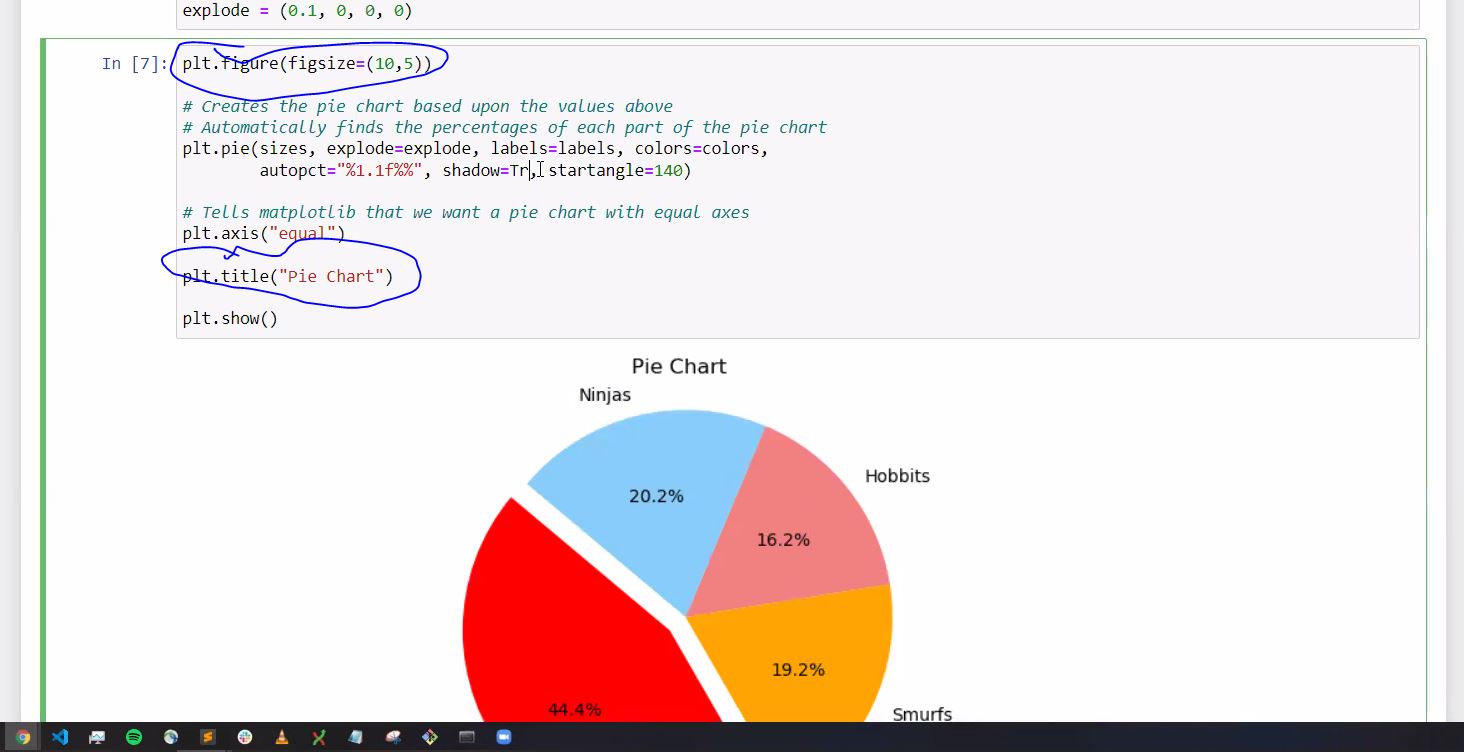 explode = (0.1, 0, 0, 0)
In [7]: plt.figure(figsize=(10,5))
# Creates the pie chart based upon the values above
# Automatically finds the percentages of each part of the pie chart
plt.pie(sizes, explode=explode, labels=labels, colors=colors,
autopct="%1.1f%%", shadow=Tr, startangle=140)
# Tells matplotlib that we want a pie chart with equal axes
plt.axis("equal")
plt.title("Pie Chart")
plt.show()
Pie Chart
Ninjas
Hobbits
20.2%
16.2%
19.2%
44.4%
Smurfs